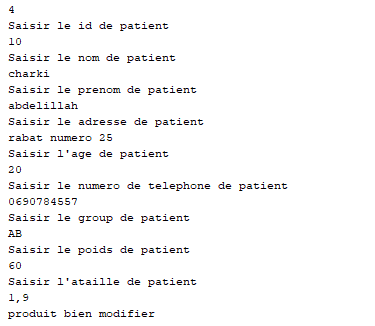 4
Saisir le id de patient
10
Saisir le nom de patient
charki
Saisir le prenom de patient
abdelillah
Saisir le adresse de patient
rabat numero 25
Saisir l'age de patient
20
Saisir le numero de telephone de patient
0690784557
Saisir le group de patient
AB
Saisir le poids de patient
60
Saisir l'ataille de patient
1,9
produit bien modifier